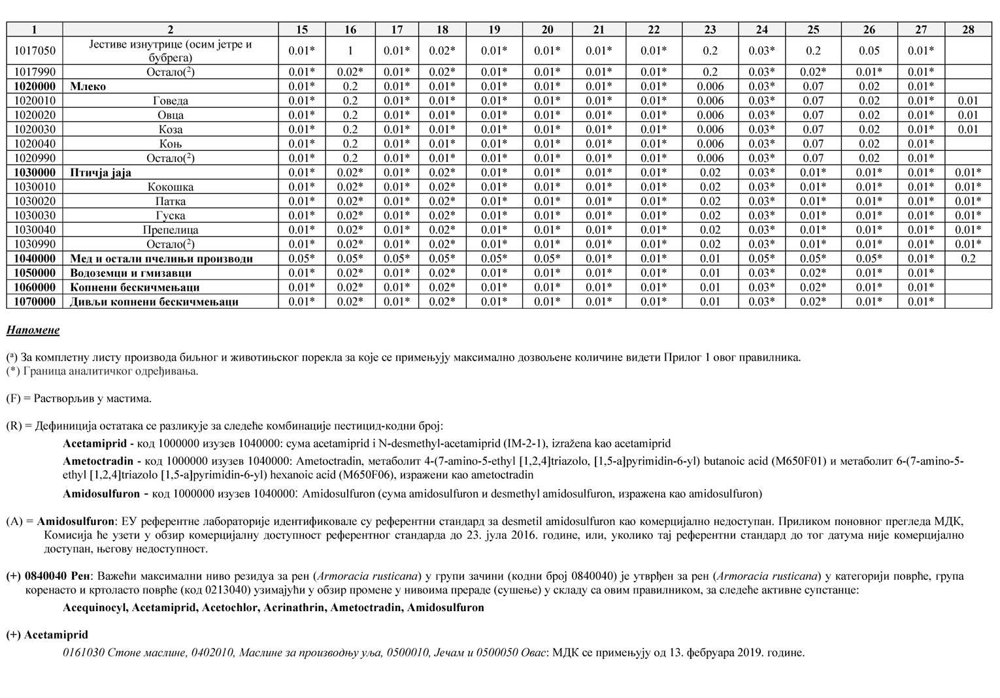 1 2 15 16 17 18 19 20 21 22 23 24 25 26 27 28
1017050 Јестиве изнутрице (осим јетре и бубрега) 0.01* 1 0.01* 0.02* 0.01* 0.01* 0.01* 0.01* 0.2 0.03* 0.2 0.05 0.01*
1017990 Остало(²) 0.01* 0.02* 0.01* 0.02* 0.01* 0.01* 0.01* 0.01* 0.2 0.03* 0.02* 0.01* 0.01*
1020000 Млеко 0.01* 0.2 0.01* 0.01* 0.01* 0.01* 0.01* 0.01* 0.006 0.03* 0.07 0.02 0.01*
1020010 Говеда 0.01* 0.2 0.01* 0.01* 0.01* 0.01* 0.01* 0.01* 0.006 0.03* 0.07 0.02 0.01* 0.01
1020020 Овца 0.01* 0.2 0.01* 0.01* 0.01* 0.01* 0.01* 0.01* 0.006 0.03* 0.07 0.02 0.01* 0.01
1020030 Коза 0.01* 0.2 0.01* 0.01* 0.01* 0.01* 0.01* 0.01* 0.006 0.03* 0.07 0.02 0.01* 0.01
1020040 Коњ 0.01* 0.2 0.01* 0.01* 0.01* 0.01* 0.01* 0.01* 0.006 0.03* 0.07 0.02 0.01*
1020990 Остало(²) 0.01* 0.2 0.01* 0.01* 0.01* 0.01* 0.01* 0.01* 0.006 0.03* 0.07 0.02 0.01*
1030000 Птичја јаја 0.01* 0.02* 0.01* 0.02* 0.01* 0.01* 0.01* 0.01* 0.02 0.03* 0.01* 0.01* 0.01* 0.01*
1030010 Кокошка 0.01* 0.02* 0.01* 0.02* 0.01* 0.01* 0.01* 0.01* 0.02 0.03* 0.01* 0.01* 0.01* 0.01*
1030020 Патка 0.01* 0.02* 0.01* 0.02* 0.01* 0.01* 0.01* 0.01* 0.02 0.03* 0.01* 0.01* 0.01* 0.01*
1030030 Гуска 0.01* 0.02* 0.01* 0.02* 0.01* 0.01* 0.01* 0.01* 0.02 0.03* 0.01* 0.01* 0.01* 0.01*
1030040 Препелица 0.01* 0.02* 0.01* 0.02* 0.01* 0.01* 0.01* 0.01* 0.02 0.03* 0.01* 0.01* 0.01* 0.01*
1030990 Остало(²) 0.01* 0.02* 0.01* 0.02* 0.01* 0.01* 0.01* 0.01* 0.02 0.03* 0.01* 0.01* 0.01* 0.01*
1040000 Мед и остали пчелињи производи 0.05* 0.05* 0.05* 0.05* 0.05* 0.05* 0.01* 0.01* 0.01 0.05* 0.05* 0.05* 0.01* 0.2
1050000 Водоземци и гмизавци 0.01* 0.02* 0.01* 0.02* 0.01* 0.01* 0.01* 0.01* 0.01 0.03* 0.02* 0.01* 0.01*
1060000 Копнени бескичмењаци 0.01* 0.02* 0.01* 0.02* 0.01* 0.01* 0.01* 0.01* 0.01 0.03* 0.02* 0.01* 0.01*
1070000 Дивљи копнени бескичмењаци 0.01* 0.02* 0.01* 0.02* 0.01* 0.01* 0.01* 0.01* 0.01 0.03* 0.02* 0.01* 0.01*
Напомене
(ᵃ) За комплетну листу производа биљног и животињског порекла за које се примењују максимално дозвољене количине видети Прилог 1 овог правилника.
(*) Граница аналитичког одређивања.
(F) = Растворљив у мастима.
(R) = Дефиниција остатака се разликује за следеће комбинације пестицид-кодни број:
Acetamiprid - код 1000000 изузев 1040000: сума acetamiprid i N-desmethyl-acetamiprid (IM-2-1), izražena kao acetamiprid
Ametoctradin - код 1000000 изузев 1040000: Ametoctradin, метаболит 4-(7-amino-5-ethyl [1,2,4]triazolo, [1,5-a]pyrimidin-6-yl) butanoic acid (M650F01) и метаболит 6-(7-amino-5-
ethyl [1,2,4]triazolo [1,5-a]pyrimidin-6-yl) hexanoic acid (M650F06), изражени као ametoctradin
Amidosulfuron - код 1000000 изузев 1040000: Amidosulfuron (сума amidosulfuron и desmethyl amidosulfuron, изражена као amidosulfuron)
(A) = Amidosulfuron: ЕУ референтне лабораторије идентификовале су референтни стандард за desmetil amidosulfuron као комерцијално недоступан. Приликом поновног прегледа МДК,
Комисија ће узети у обзир комерцијалну доступност референтног стандарда до 23. јула 2016. године, или, уколико тај референтни стандард до тог датума није комерцијално
доступан, његову недоступност.
(+) 0840040 Рен: Важећи максимални ниво резидуа за рен (Armoracia rusticana) у групи зачини (кодни број 0840040) је утврђен за рен (Armoracia rusticana) у категорији поврће, група
коренасто и кртоласто поврће (код 0213040) узимајући у обзир промене у нивоима прераде (сушење) у складу са овим правилником, за следеће активне супстанце:
Acequinocyl, Acetamiprid, Acetochlor, Acrinathrin, Ametoctradin, Amidosulfuron
(+) Acetamiprid
0161030 Стоне маслине, 0402010, Маслине за производњу уља, 0500010, Јечам и 0500050 Овас: МДК се примењују од 13. фебруара 2019. године.